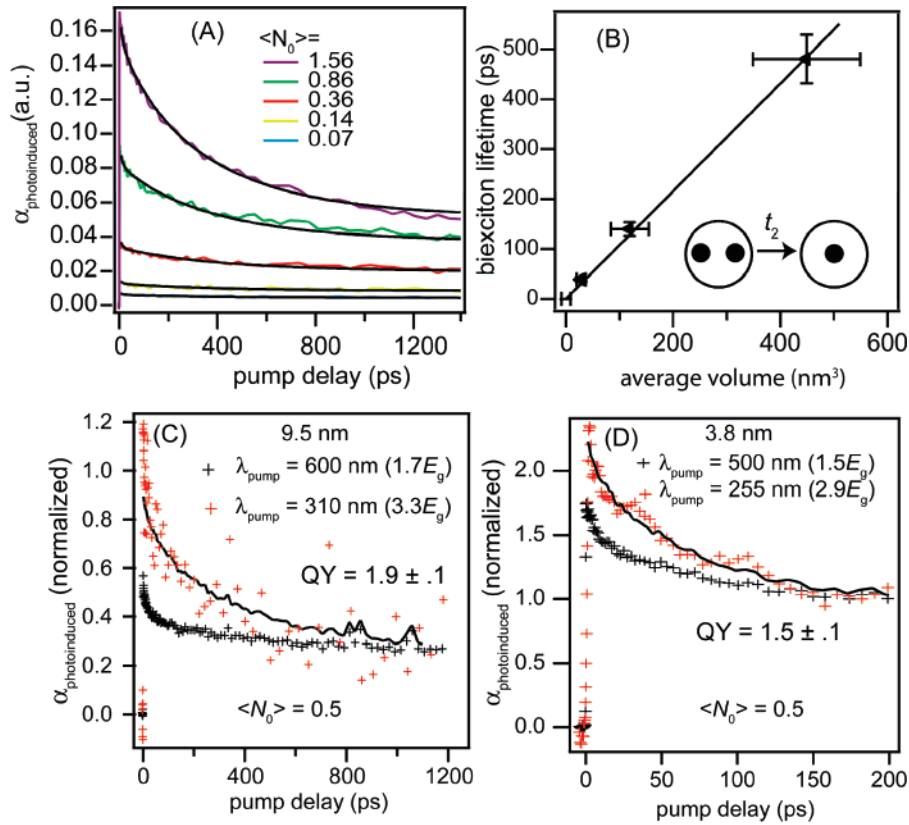 (A)
<N0>=
1.56
0.86
0.36
0.14
0.07
0.16
0.14
0.12
0.10
0.08
0.06
0.04
0.02
0.00
αphotoinduced(a.u.)
0 400 800 1200
pump delay (ps)
(B)
500
400
300
200
100
0
biexciton lifetime (ps)
t2
0 200 400 600
average volume (nm³)
(C)
9.5 nm
+ λpump = 600 nm (1.7Eg)
+ λpump = 310 nm (3.3Eg)
QY = 1.9 ± .1
<N0> = 0.5
1.2
1.0
0.8
0.6
0.4
0.2
0.0
αphotoinduced (normalized)
0 400 800 1200
pump delay (ps)
(D)
3.8 nm
+ λpump = 500 nm (1.5Eg)
+ λpump = 255 nm (2.9Eg)
QY = 1.5 ± .1
<N0> = 0.5
2.0
1.5
1.0
0.5
0.0
αphotoinduced (normalized)
0 50 100 150 200
pump delay (ps)